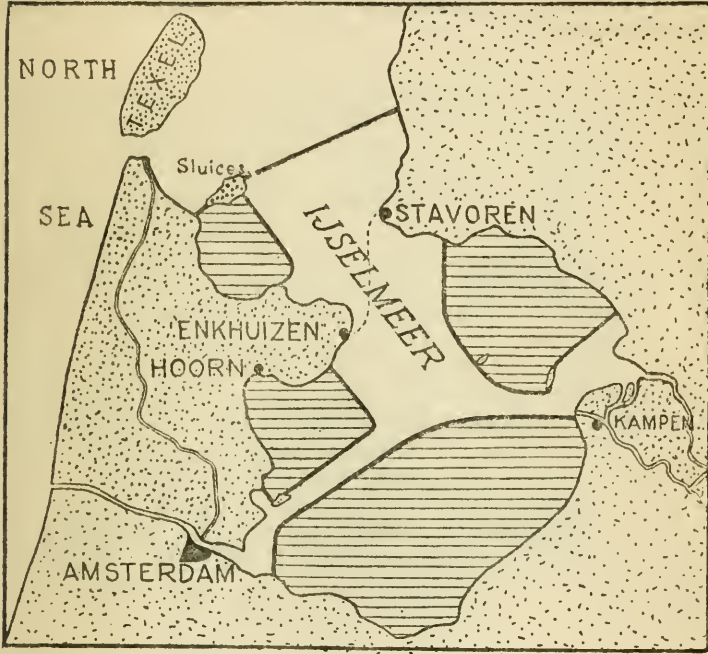 NORTH
TEXEL
Sluices
SEA
STAVOREN
IJSELMEER
ENKHUIZEN
HOORN
KAMPEN
AMSTERDAM